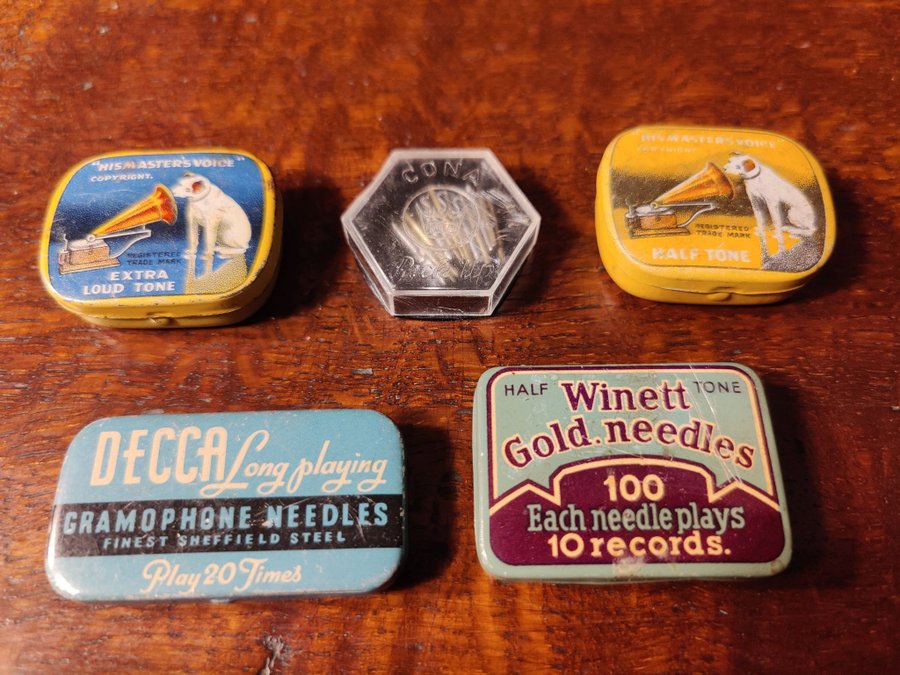 "HIS MASTER'S VOICE"
COPYRIGHT.
REGISTERED
TRADE MARK
EXTRA
LOUD TONE
CONA
HIS MASTER'S VOICE"
COPYRIGHT
REGISTERED
TRADE MARK
HALF TONE
DECCA Long playing
GRAMOPHONE NEEDLES
FINEST SHEFFIELD STEEL
Play 20 Times
HALF Winett TONE
Gold. needles
100
Each needle plays
10 records.